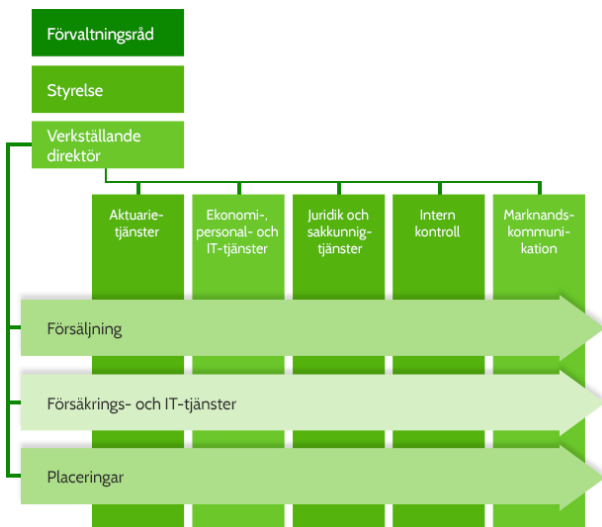 Förvaltningsråd
Styrelse
Verkställande
direktör
Aktuarie-
tjänster
Ekonomi-,
personal- och
IT-tjänster
Juridik och
sakkunnig-
tjänster
Intern
kontroll
Marknands-
kommuni-
kation
Försäljning
Försäkrings- och IT-tjänster
Placeringar